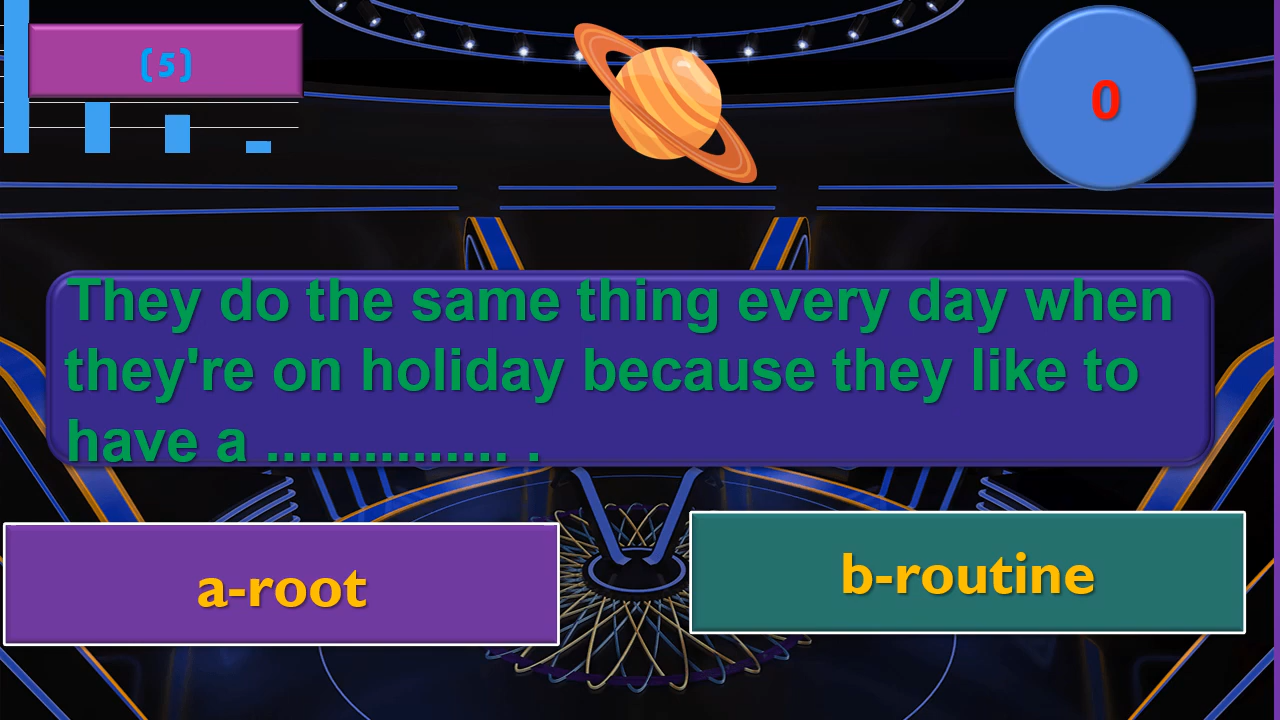 (5)
0
They do the same thing every day when
they're on holiday because they like to
have a ............... .
a-root
b-routine